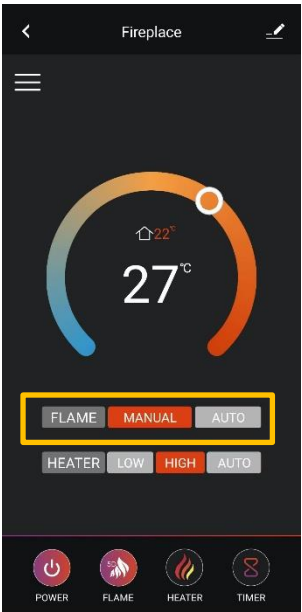 Fireplace
22°
27°C
FLAME MANUAL AUTO
HEATER LOW HIGH AUTO
POWER FLAME HEATER TIMER